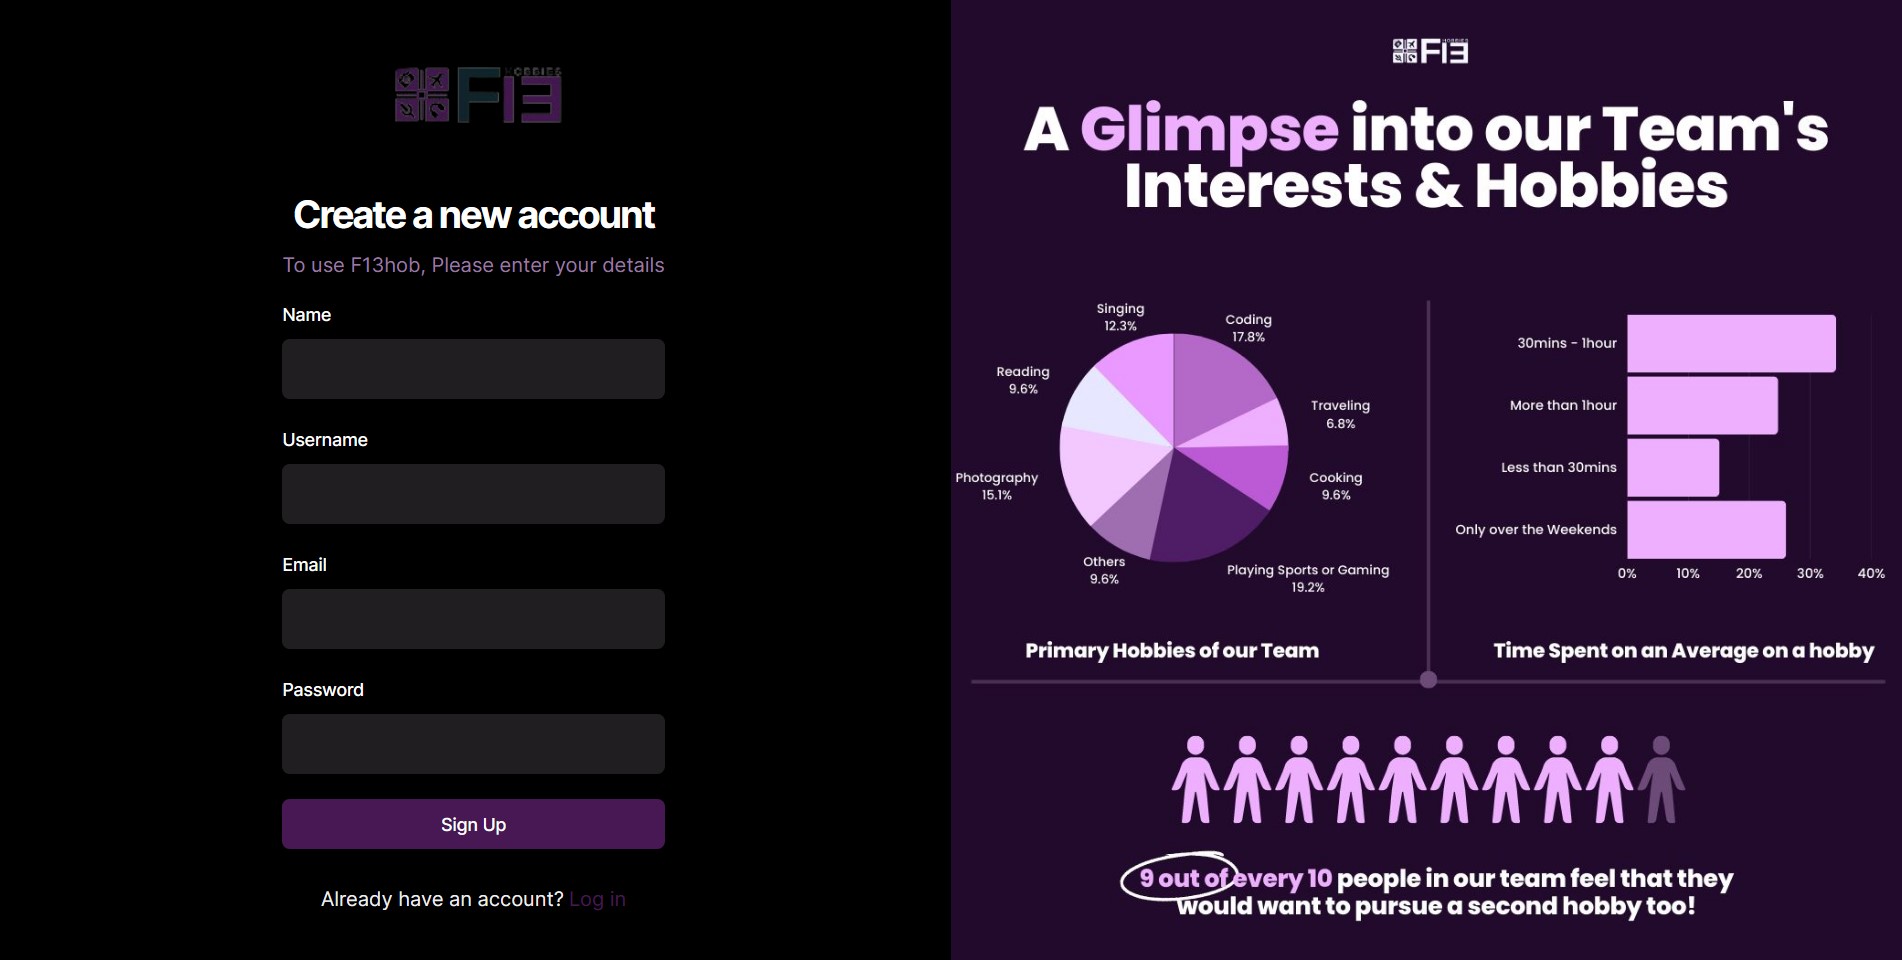 HOBBIES
F13
Create a new account
To use F13hob, Please enter your details
Name
Username
Email
Password
Sign Up
Already have an account? Log in
HOBBIES
F13
A Glimpse into our Team's
Interests & Hobbies
Singing
12.3%
Coding
17.8%
Reading
9.6%
Traveling
6.8%
Photography
15.1%
Cooking
9.6%
Others
9.6%
Playing Sports or Gaming
19.2%
Primary Hobbies of our Team
30mins - 1hour
More than 1hour
Less than 30mins
Only over the Weekends
0% 10% 20% 30% 40%
Time Spent on an Average on a hobby
9 out of every 10 people in our team feel that they
would want to pursue a second hobby too!